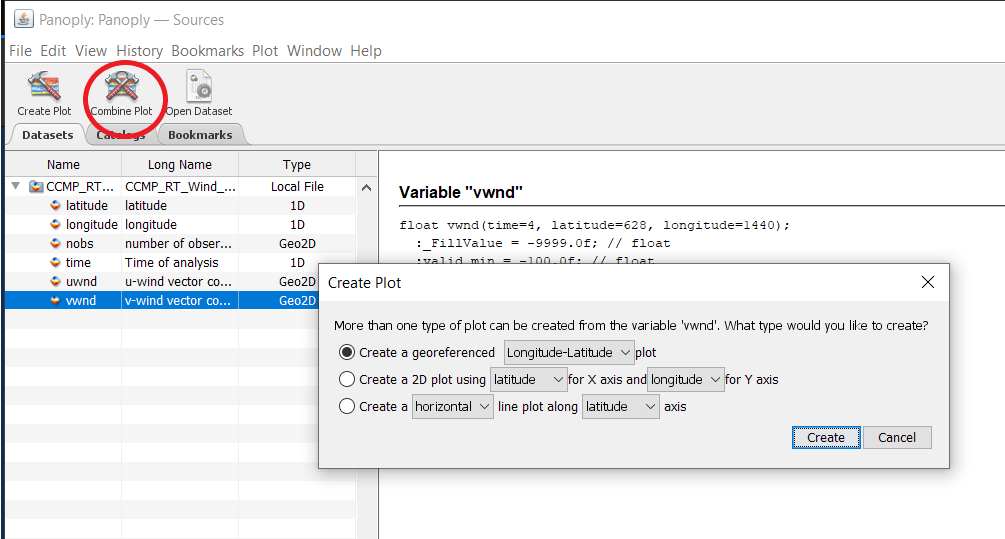 Panoply: Panoply — Sources
File Edit View History Bookmarks Plot Window Help
Create Plot Combine Plot Open Dataset
Datasets Catalogs Bookmarks
Name Long Name Type
CCMP_RT... CCMP_RT_Wind_... Local File
latitude latitude 1D
longitude longitude 1D
nobs number of obser... Geo2D
time Time of analysis 1D
uwnd u-wind vector co... Geo2D
vwnd v-wind vector co... Geo2D
Variable "vwnd"
float vwnd(time=4, latitude=628, longitude=1440);
:_FillValue = -9999.0f; // float
:valid_min = -100.0f; // float
Create Plot
More than one type of plot can be created from the variable 'vwnd'. What type would you like to create?
Create a georeferenced Longitude-Latitude plot
Create a 2D plot using latitude for X axis and longitude for Y axis
Create a horizontal line plot along latitude axis
Create Cancel